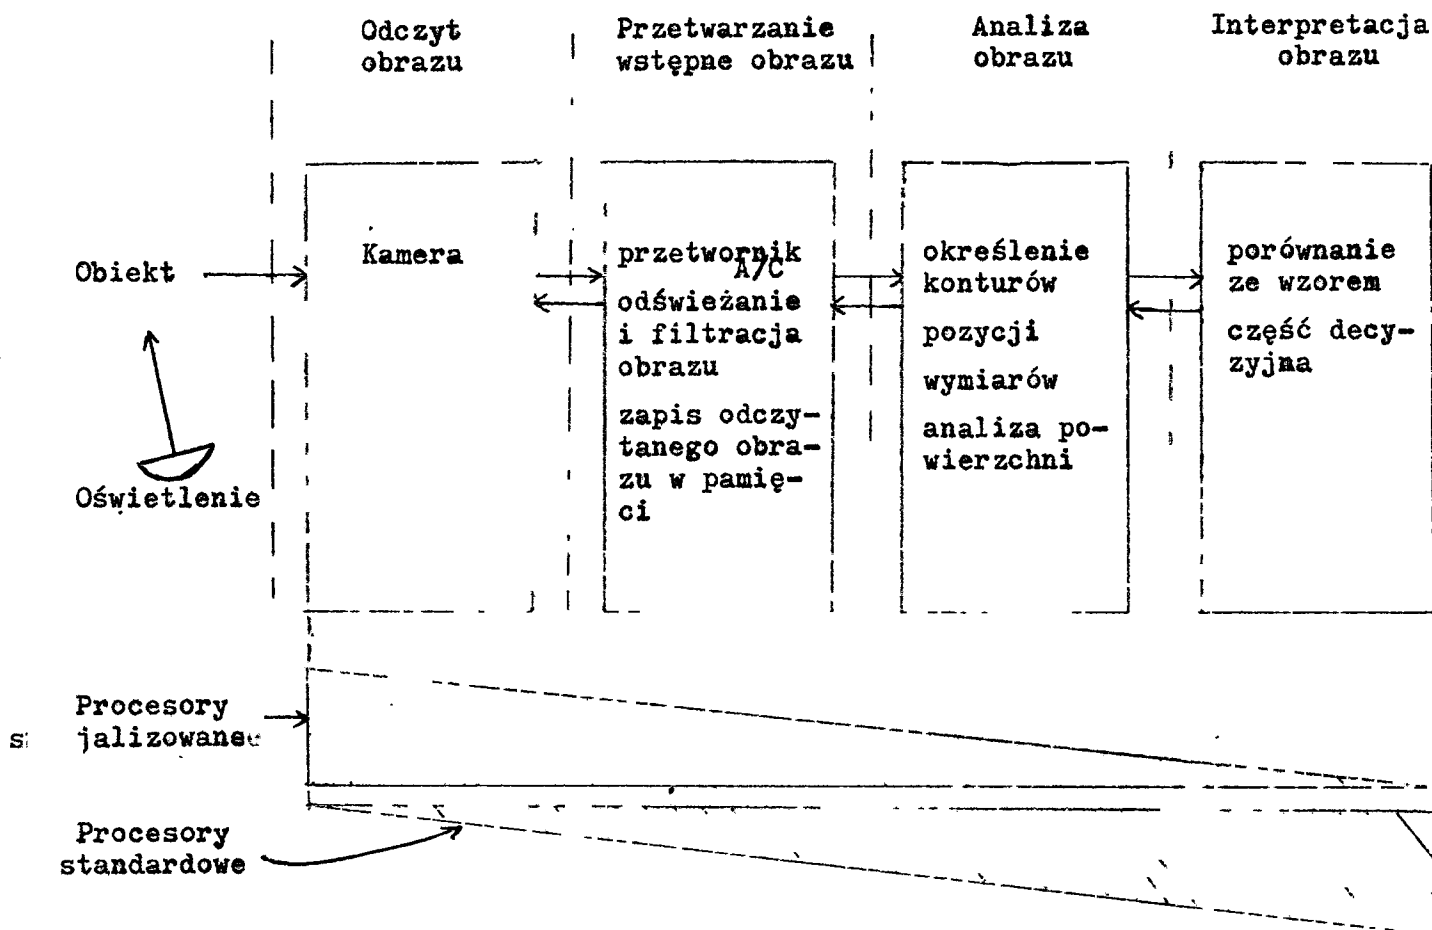 Odczyt
obrazu
Przetwarzanie
wstępne obrazu
Analiza
obrazu
Interpretacja
obrazu
Obiekt
Oświetlenie
Kamera
przetwornik
A/C
odświeżanie
i filtracja
obrazu
zapis odczy-
tanego obra-
zu w pamię-
ci
określenie
konturów
pozycji
wymiarów
analiza po-
wierzchni
porównanie
ze wzorem
część decy-
zyjna
Procesory
s jalizowane
Procesory
standardowe